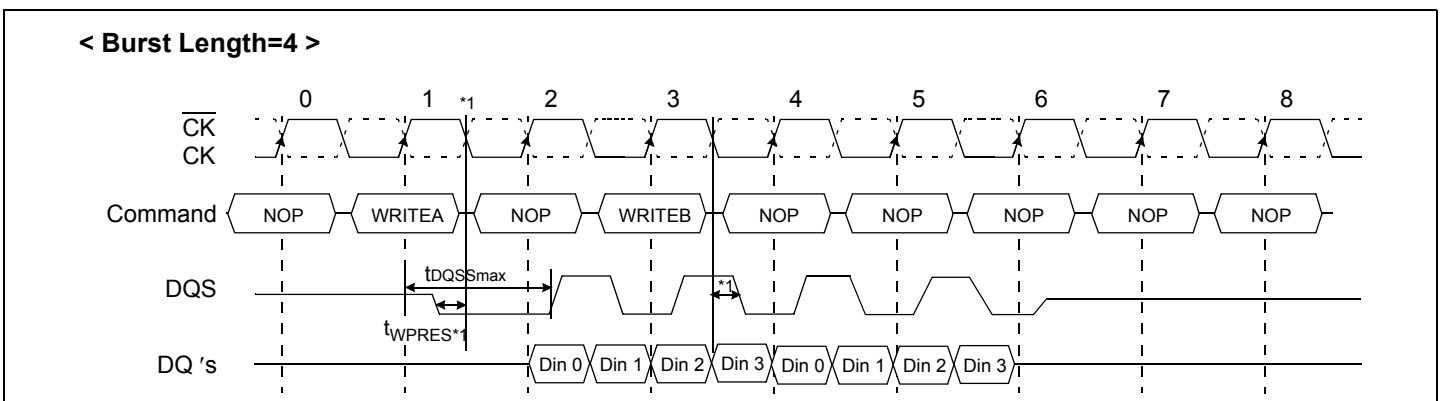 < Burst Length=4 >
0 1 *1 2 3 4 5 6 7 8
CK
CK
Command NOP WRITEA NOP WRITEB NOP NOP NOP NOP NOP
DQS tDQSSmax *1
tWPRES*1
DQ ′s Din 0 Din 1 Din 2 Din 3 Din 0 Din 1 Din 2 Din 3